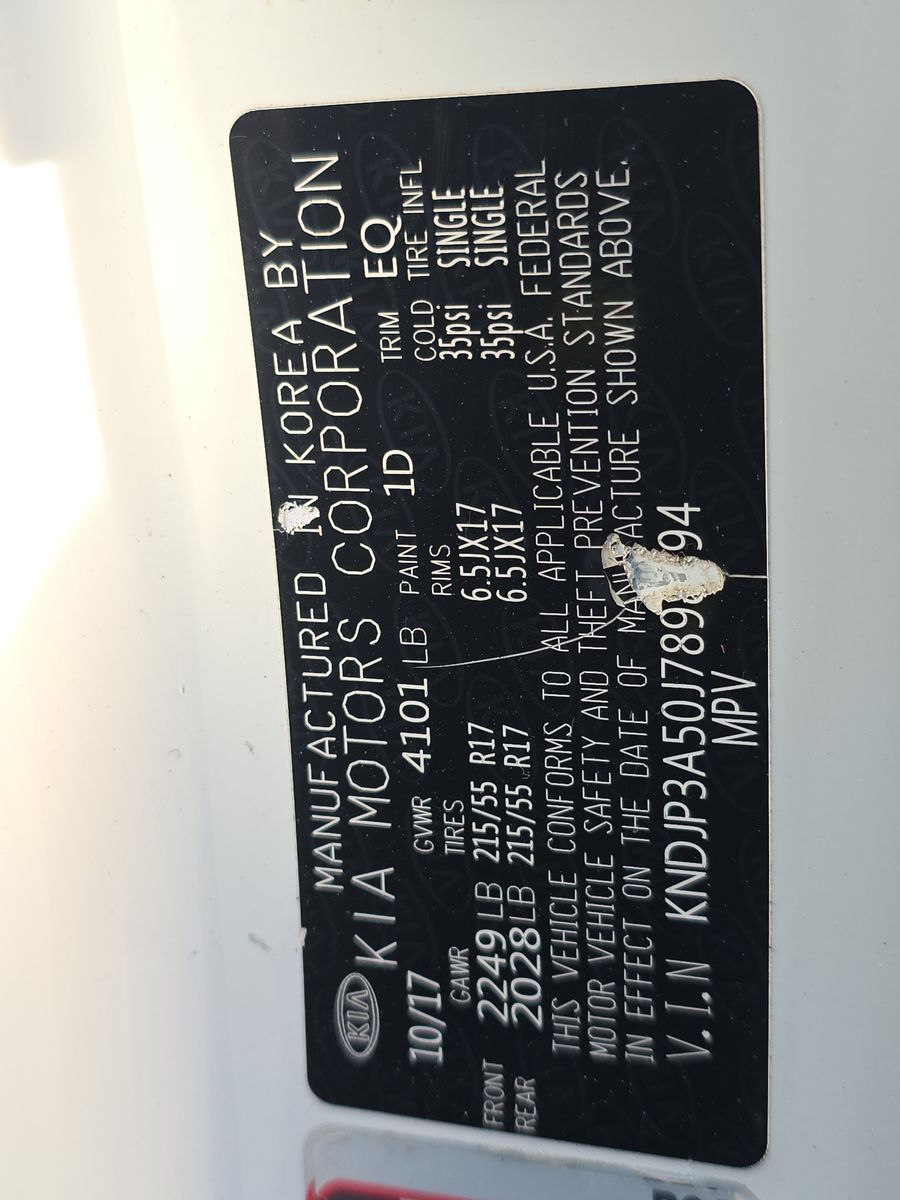 MANUFACTURED IN KOREA BY
KIA KIA MOTORS CORPORATION
10/17 GVWR 4101 LB PAINT 1D TRIM EQ
GAWR TIRES RIMS COLD TIRE INFL
FRONT 2249 LB 215/55 R17 6.5JX17 35psi SINGLE
REAR 2028 LB 215/55 R17 6.5JX17 35psi SINGLE
THIS VEHICLE CONFORMS TO ALL APPLICABLE U.S.A. FEDERAL
MOTOR VEHICLE SAFETY AND THEFT PREVENTION STANDARDS
IN EFFECT ON THE DATE OF MANUFACTURE SHOWN ABOVE.
V.I.N
MPV